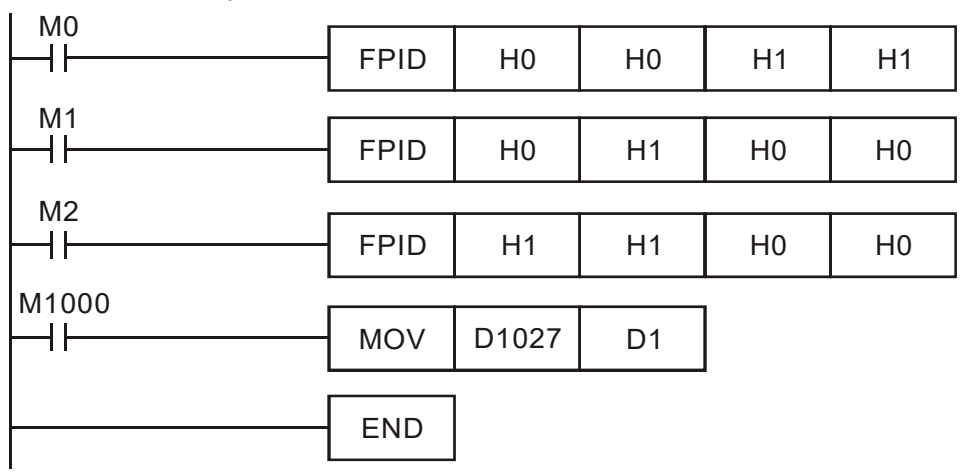 M0
FPID H0 H0 H1 H1
M1
FPID H0 H1 H0 H0
M2
FPID H1 H1 H0 H0
M1000
MOV D1027 D1
END